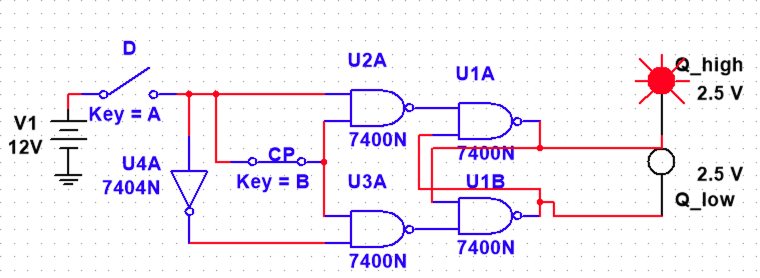 D
Key = A
V1
12V
U4A
7404N
CP
Key = B
U2A
7400N
U3A
7400N
U1A
7400N
U1B
7400N
Q_high
2.5 V
2.5 V
Q_low